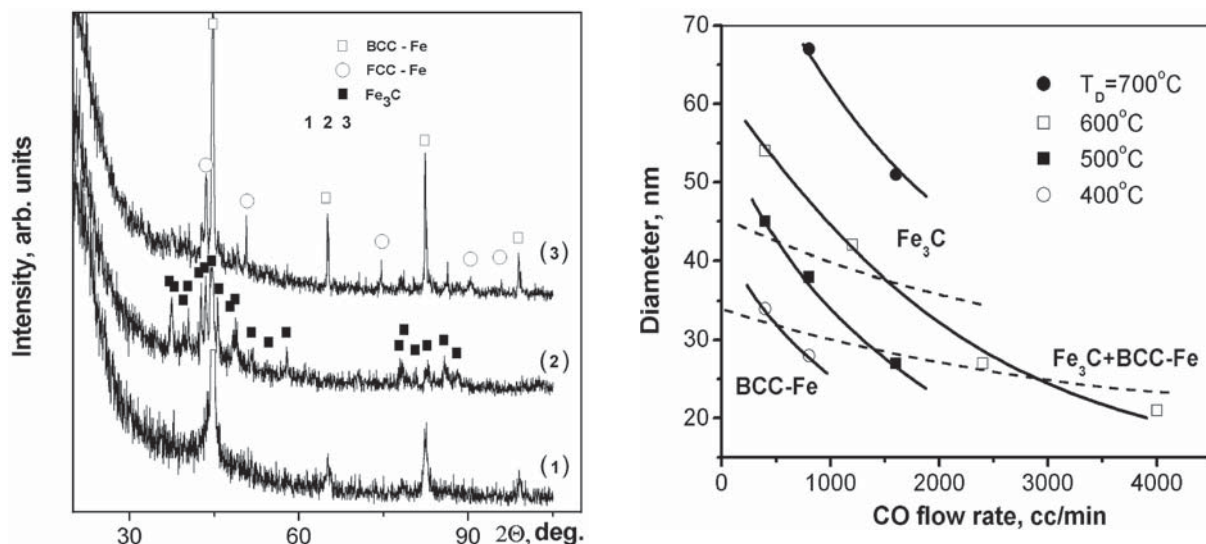 BCC - Fe
FCC - Fe
Fe₃C
1 2 3
(3)
(2)
(1)
Intensity, arb. units
30 60 90 2Θ, deg.
70
60
50
40
30
20
Diameter, nm
T_D=700°C
600°C
500°C
400°C
Fe₃C
Fe₃C+BCC-Fe
BCC-Fe
0 1000 2000 3000 4000
CO flow rate, cc/min